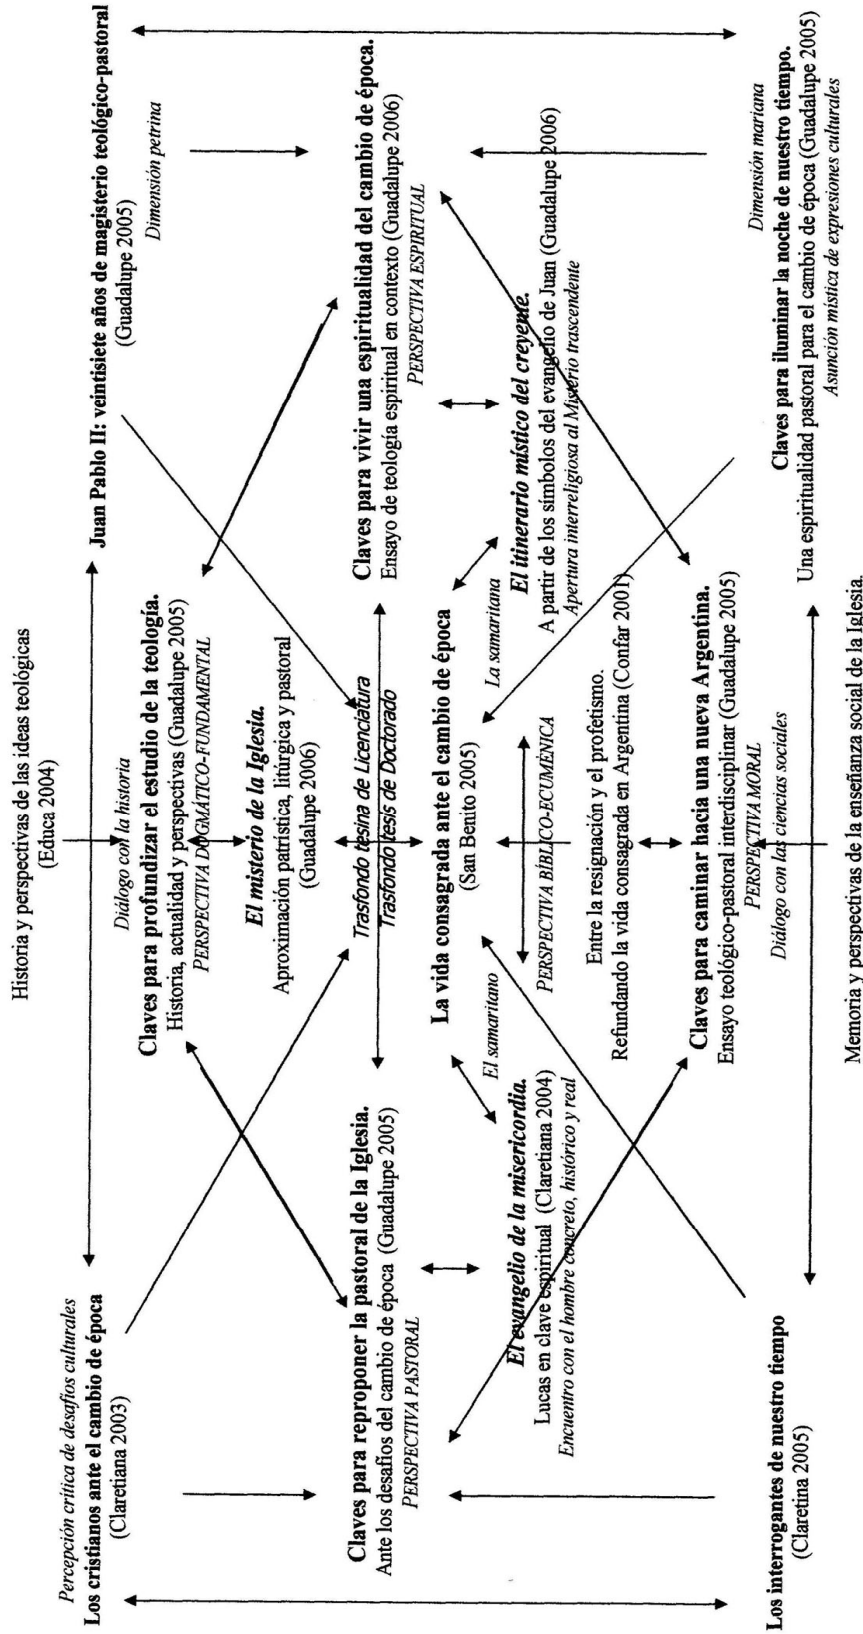 Historia y perspectivas de las ideas teológicas
(Educa 2004)
Percepción crítica de desafíos culturales
Los cristianos ante el cambio de época
(Claretiana 2003)
Diálogo con la historia
Claves para profundizar el estudio de la teología.
Historia, actualidad y perspectivas (Guadalupe 2005)
PERSPECTIVA DOGMÁTICO-FUNDAMENTAL
Juan Pablo II: veintisiete años de magisterio teológico-pastoral
(Guadalupe 2005)
Dimensión petrina
El misterio de la Iglesia.
Aproximación patrística, litúrgica y pastoral
(Guadalupe 2006)
Claves para reproponer la pastoral de la Iglesia.
Ante los desafíos del cambio de época (Guadalupe 2005)
PERSPECTIVA PASTORAL
Trasfondo tesina de Licenciatura
Trasfondo tesis de Doctorado
Claves para vivir una espiritualidad del cambio de época.
Ensayo de teología espiritual en contexto (Guadalupe 2006)
PERSPECTIVA ESPIRITUAL
La vida consagrada ante el cambio de época
(San Benito 2005)
El samaritano
La samaritana
El evangelio de la misericordia.
Lucas en clave espiritual (Claretiana 2004)
Encuentro con el hombre concreto, histórico y real
PERSPECTIVA BÍBLICO-ECUMÉNICA
El itinerario místico del creyente.
A partir de los símbolos del evangelio de Juan (Guadalupe 2006)
Apertura interreligiosa al Misterio trascendente
Entre la resignación y el profetismo.
Refundando la vida consagrada en Argentina (Confar 2001)
Claves para caminar hacia una nueva Argentina.
Ensayo teológico-pastoral interdisciplinar (Guadalupe 2005)
PERSPECTIVA MORAL
Diálogo con las ciencias sociales
Los interrogantes de nuestro tiempo
(Claretina 2005)
Dimensión mariana
Claves para iluminar la noche de nuestro tiempo.
Una espiritualidad pastoral para el cambio de época (Guadalupe 2005)
Asunción mística de expresiones culturales
Memoria y perspectivas de la enseñanza social de la Iglesia.